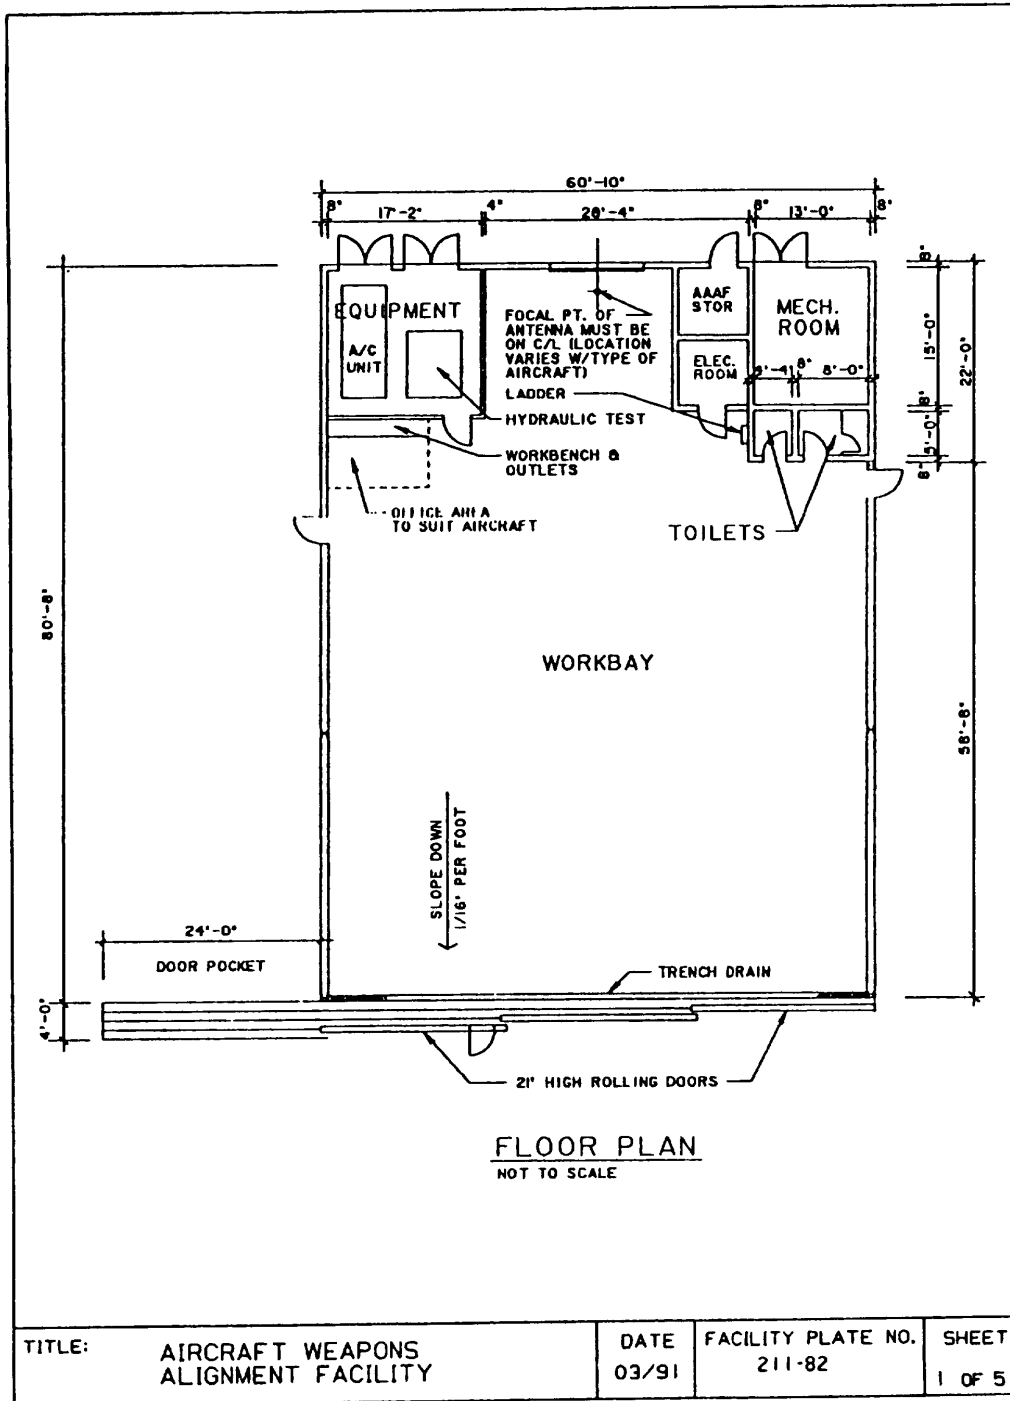 60'-10"
8" 17'-2" 4" 28'-4" 8" 13'-0" 8"
EQUIPMENT
A/C
UNIT
FOCAL PT. OF
ANTENNA MUST BE
ON C/L (LOCATION
VARIES W/TYPE OF
AIRCRAFT)
LADDER
HYDRAULIC TEST
WORKBENCH &
OUTLETS
OFFICE AREA
TO SUIT AIRCRAFT
AAAF
STOR
ELEC.
ROOM
MECH.
ROOM
8" 8'-0"
TOILETS
8"
15'-0"
8"
5'-0"
8"
22'-0"
58'-8"
80'-8"
WORKBAY
SLOPE DOWN
1/16" PER FOOT
24'-0"
DOOR POCKET
4'-0"
TRENCH DRAIN
21' HIGH ROLLING DOORS
FLOOR PLAN
NOT TO SCALE
TITLE: AIRCRAFT WEAPONS
ALIGNMENT FACILITY
DATE
03/91
FACILITY PLATE NO.
211-82
SHEET
1 OF 5